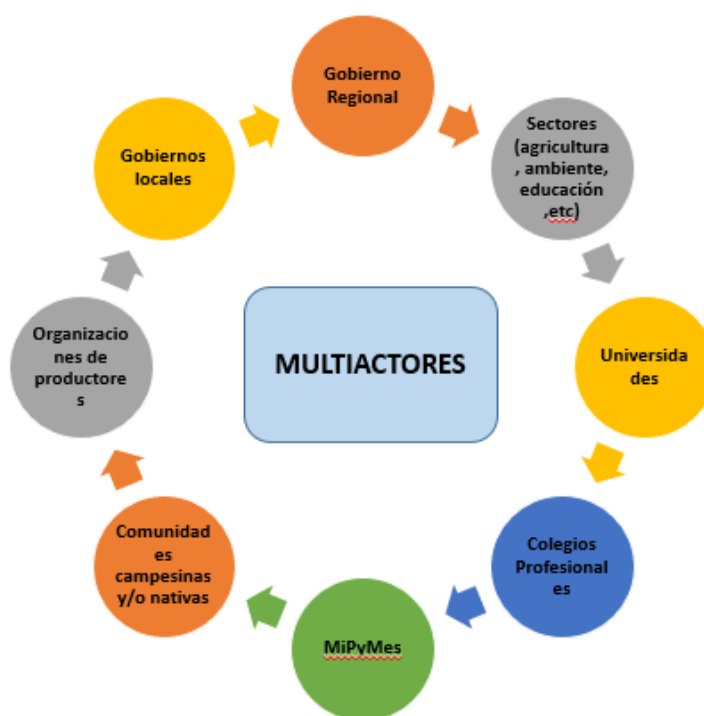 Gobierno
Regional
Sectores
(agricultura
, ambiente,
educación
,etc)
Universida
des
Colegios
Profesional
es
MiPyMes
Comunidad
es
campesinas
y/o nativas
Organizacio
nes de
productore
s
Gobiernos
locales
MULTIACTORES